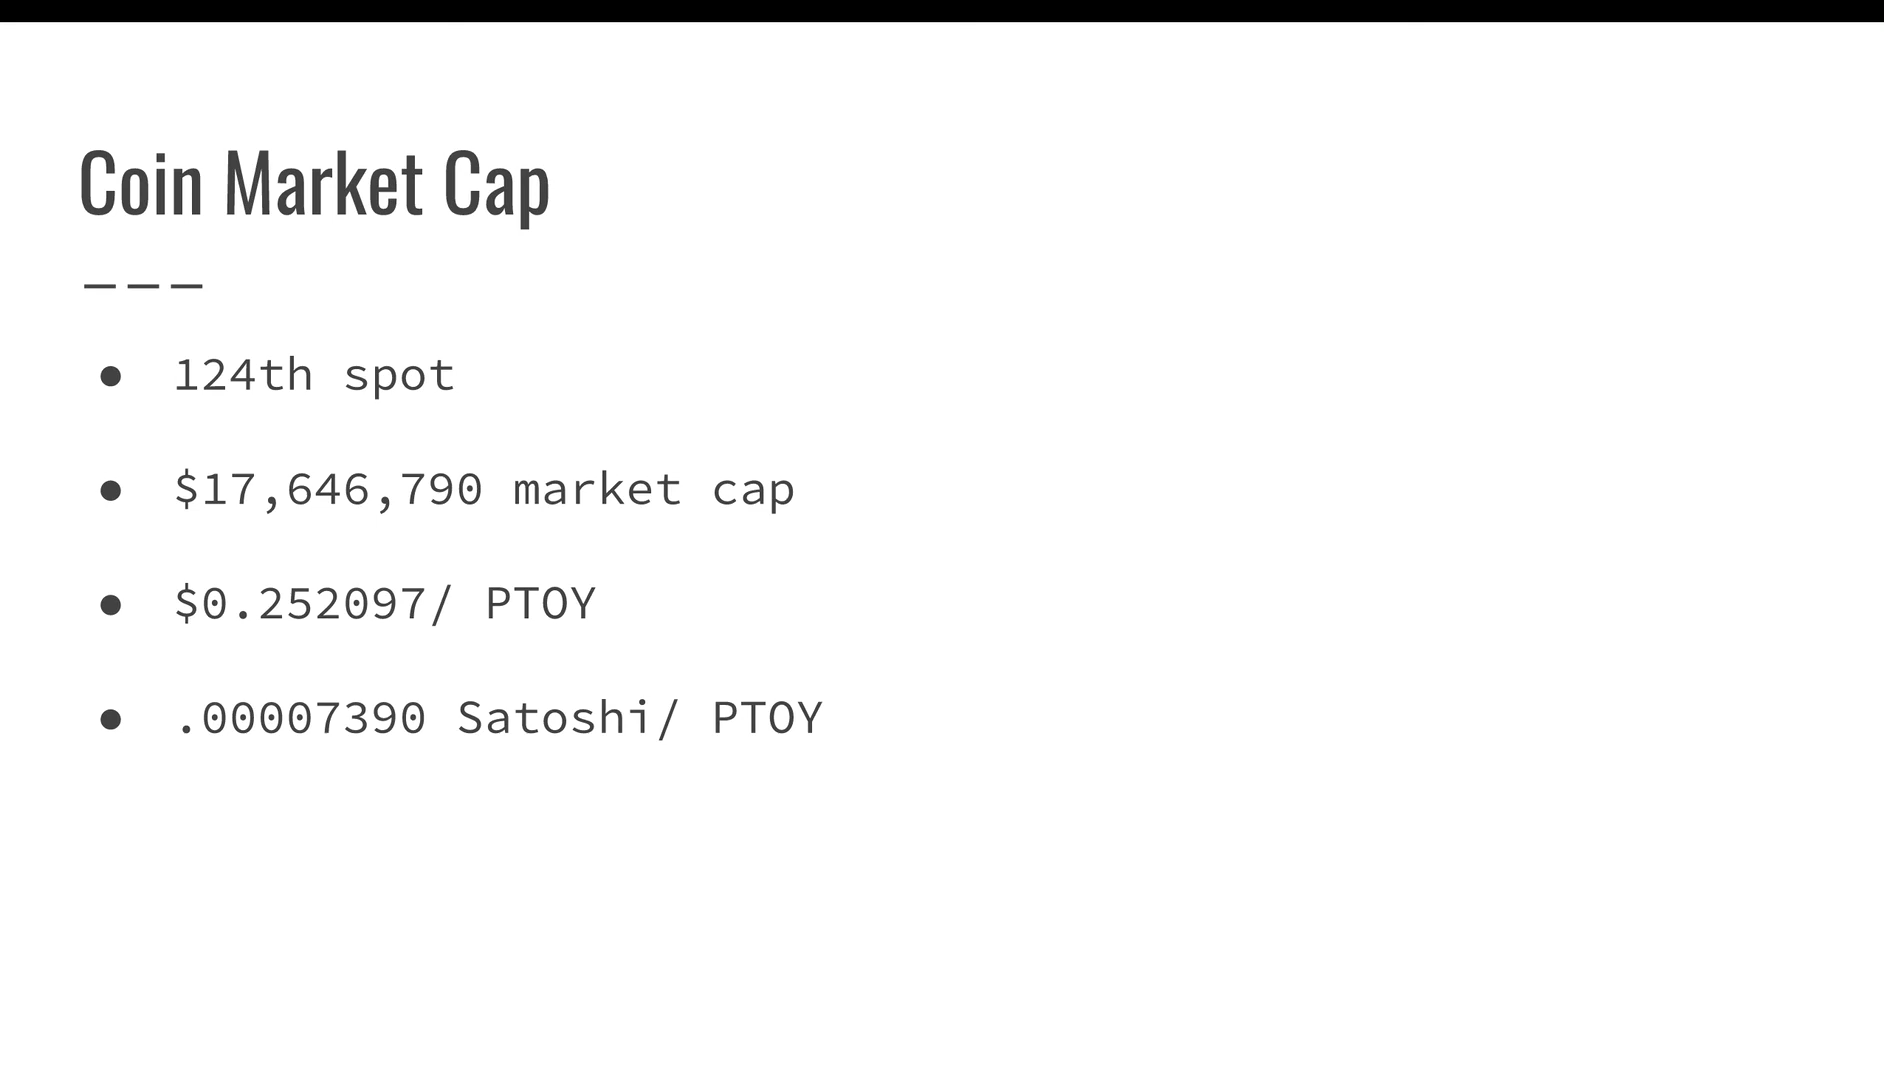 Coin Market Cap
———
● 124th spot
● $17,646,790 market cap
● $0.252097/ PTOY
● .00007390 Satoshi/ PTOY